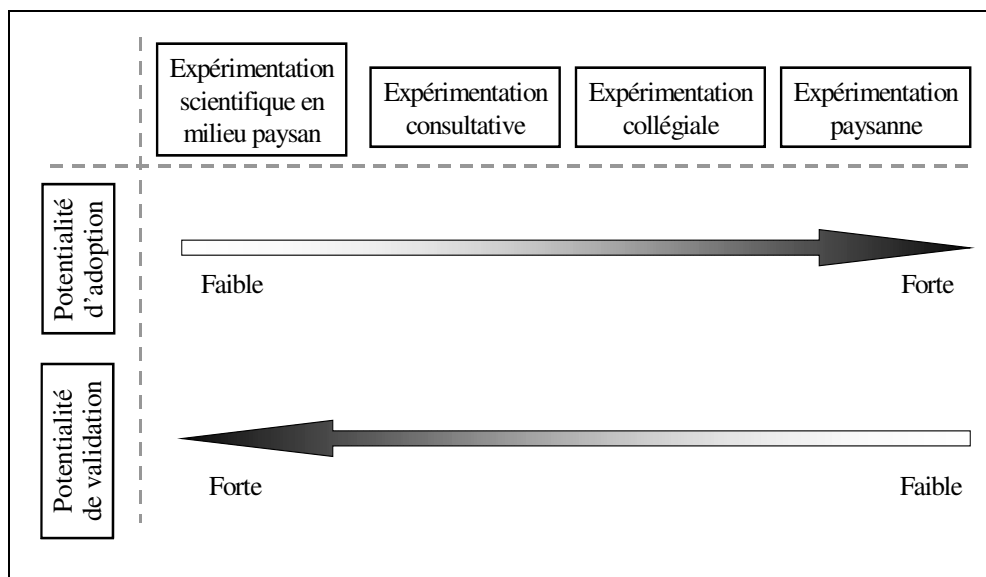 Expérimentation
scientifique en
milieu paysan
Expérimentation
consultative
Expérimentation
collégiale
Expérimentation
paysanne
Potentialité
d’adoption
Faible
Forte
Potentialité
de validation
Forte
Faible